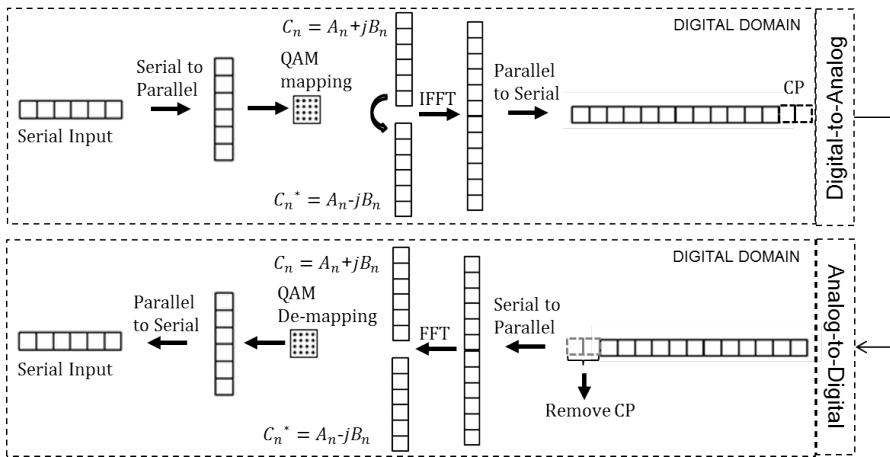 DIGITAL DOMAIN
Cₙ = Aₙ+jBₙ
Serial to
Parallel
QAM
mapping
IFFT
Parallel
to Serial
CP
Serial Input
Cₙ* = Aₙ-jBₙ
Digital-to-Analog
DIGITAL DOMAIN
Cₙ = Aₙ+jBₙ
Parallel
to Serial
QAM
De-mapping
FFT
Serial to
Parallel
Serial Input
Remove CP
Cₙ* = Aₙ-jBₙ
Analog-to-Digital